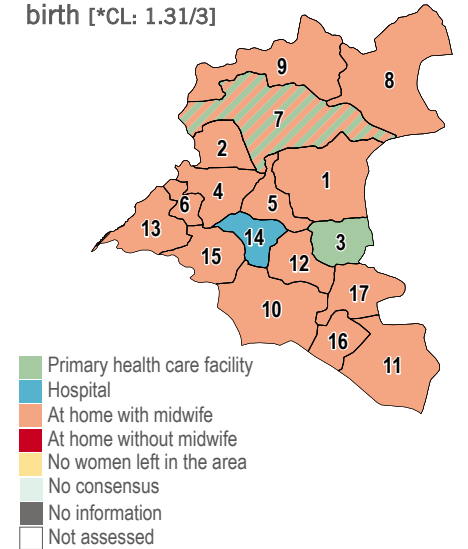 birth [*CL: 1.31/3]
9
8
7
2
1
4
5
6
13
14
3
15
12
17
10
16
11
Primary health care facility
Hospital
At home with midwife
At home without midwife
No women left in the area
No consensus
No information
Not assessed